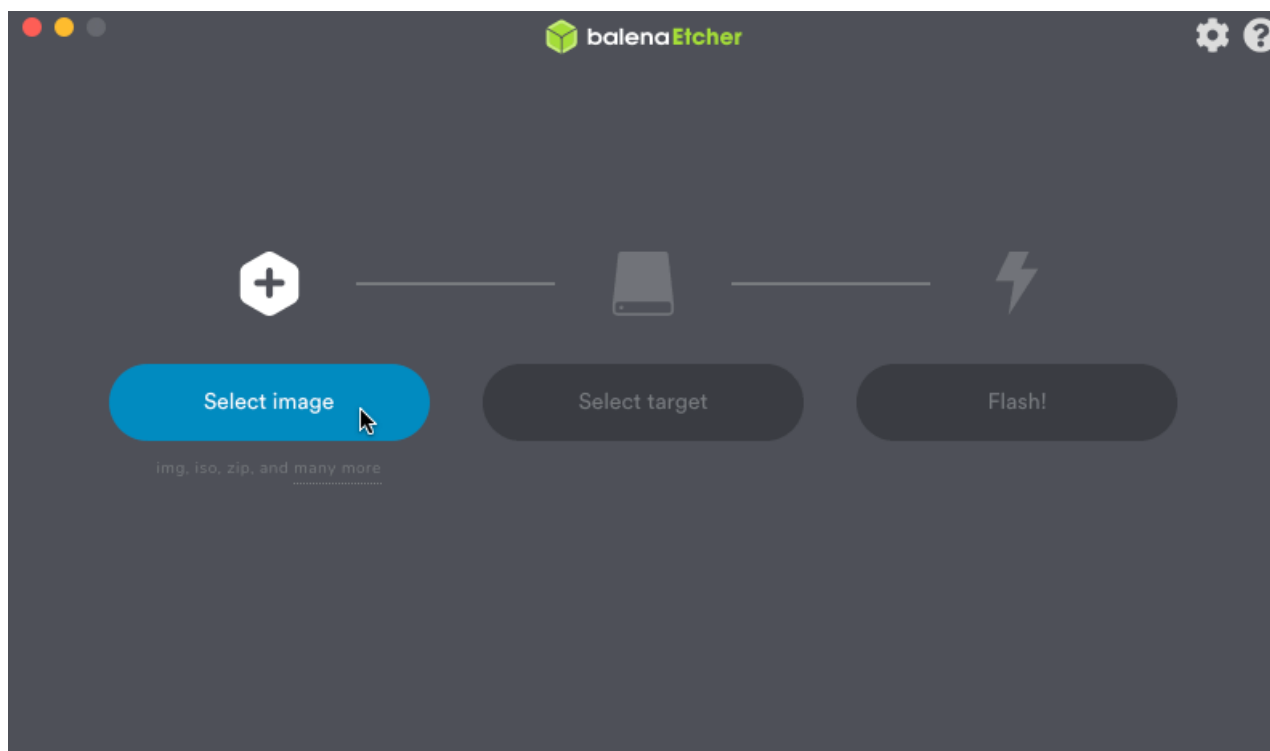 balenaEtcher
Select image
Select target
Flash!
img, iso, zip, and many more